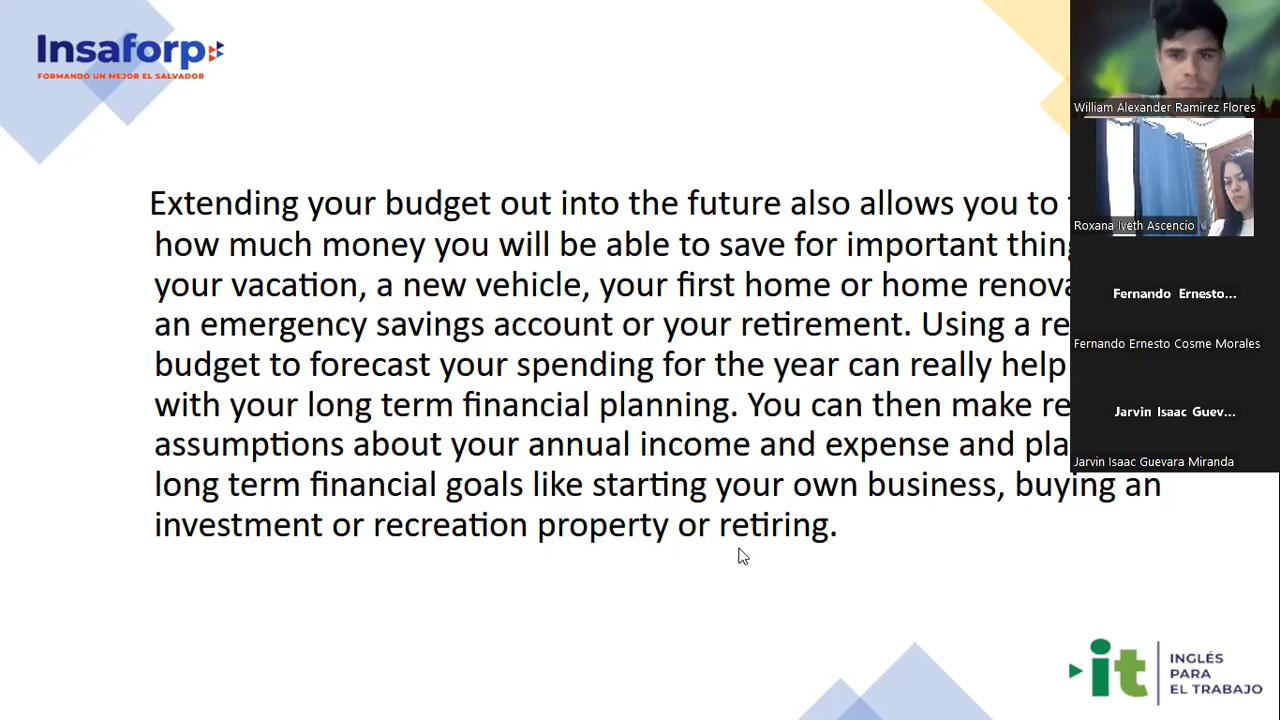 Insaforp
FORMANDO UN MEJOR EL SALVADOR
Extending your budget out into the future also allows you to
how much money you will be able to save for important
your vacation, a new vehicle, your first home or home
an emergency savings account or your retirement. Using a
budget to forecast your spending for the year can really help
with your long term financial planning. You can then make
assumptions about your annual income and expense and
long term financial goals like starting your own business, buying an
investment or recreation property or retiring.
William Alexander Ramirez Flores
Roxana Iveth Ascencio
Fernando Ernesto...
Fernando Ernesto Cosme Morales
Jarvin Isaac Guev...
Jarvin Isaac Guevara Miranda
it
INGLÉS
PARA
EL TRABAJO